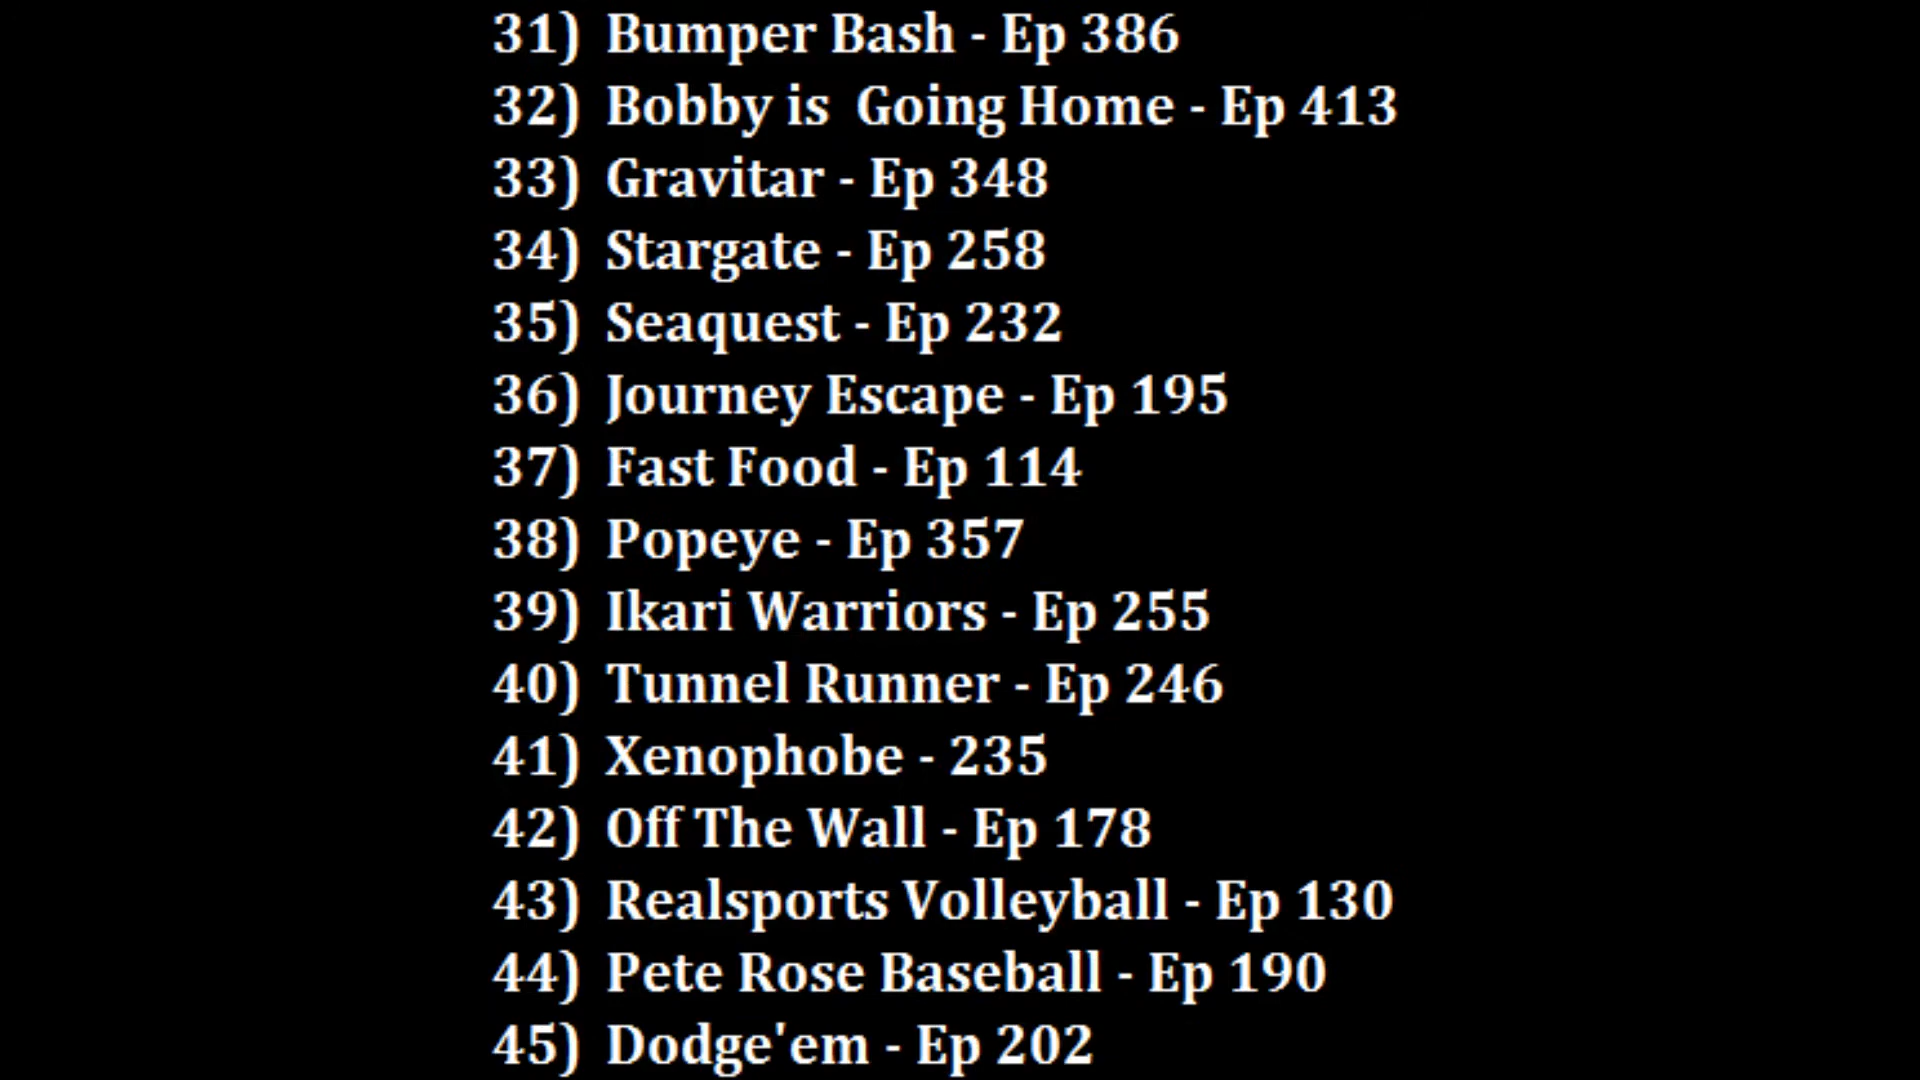 31) Bumper Bash - Ep 386
32) Bobby is  Going Home - Ep 413
33) Gravitar - Ep 348
34) Stargate - Ep 258
35) Seaquest - Ep 232
36) Journey Escape - Ep 195
37) Fast Food - Ep 114
38) Popeye - Ep 357
39) Ikari Warriors - Ep 255
40) Tunnel Runner - Ep 246
41) Xenophobe - 235
42) Off The Wall - Ep 178
43) Realsports Volleyball - Ep 130
44) Pete Rose Baseball - Ep 190
45) Dodge'em - Ep 202